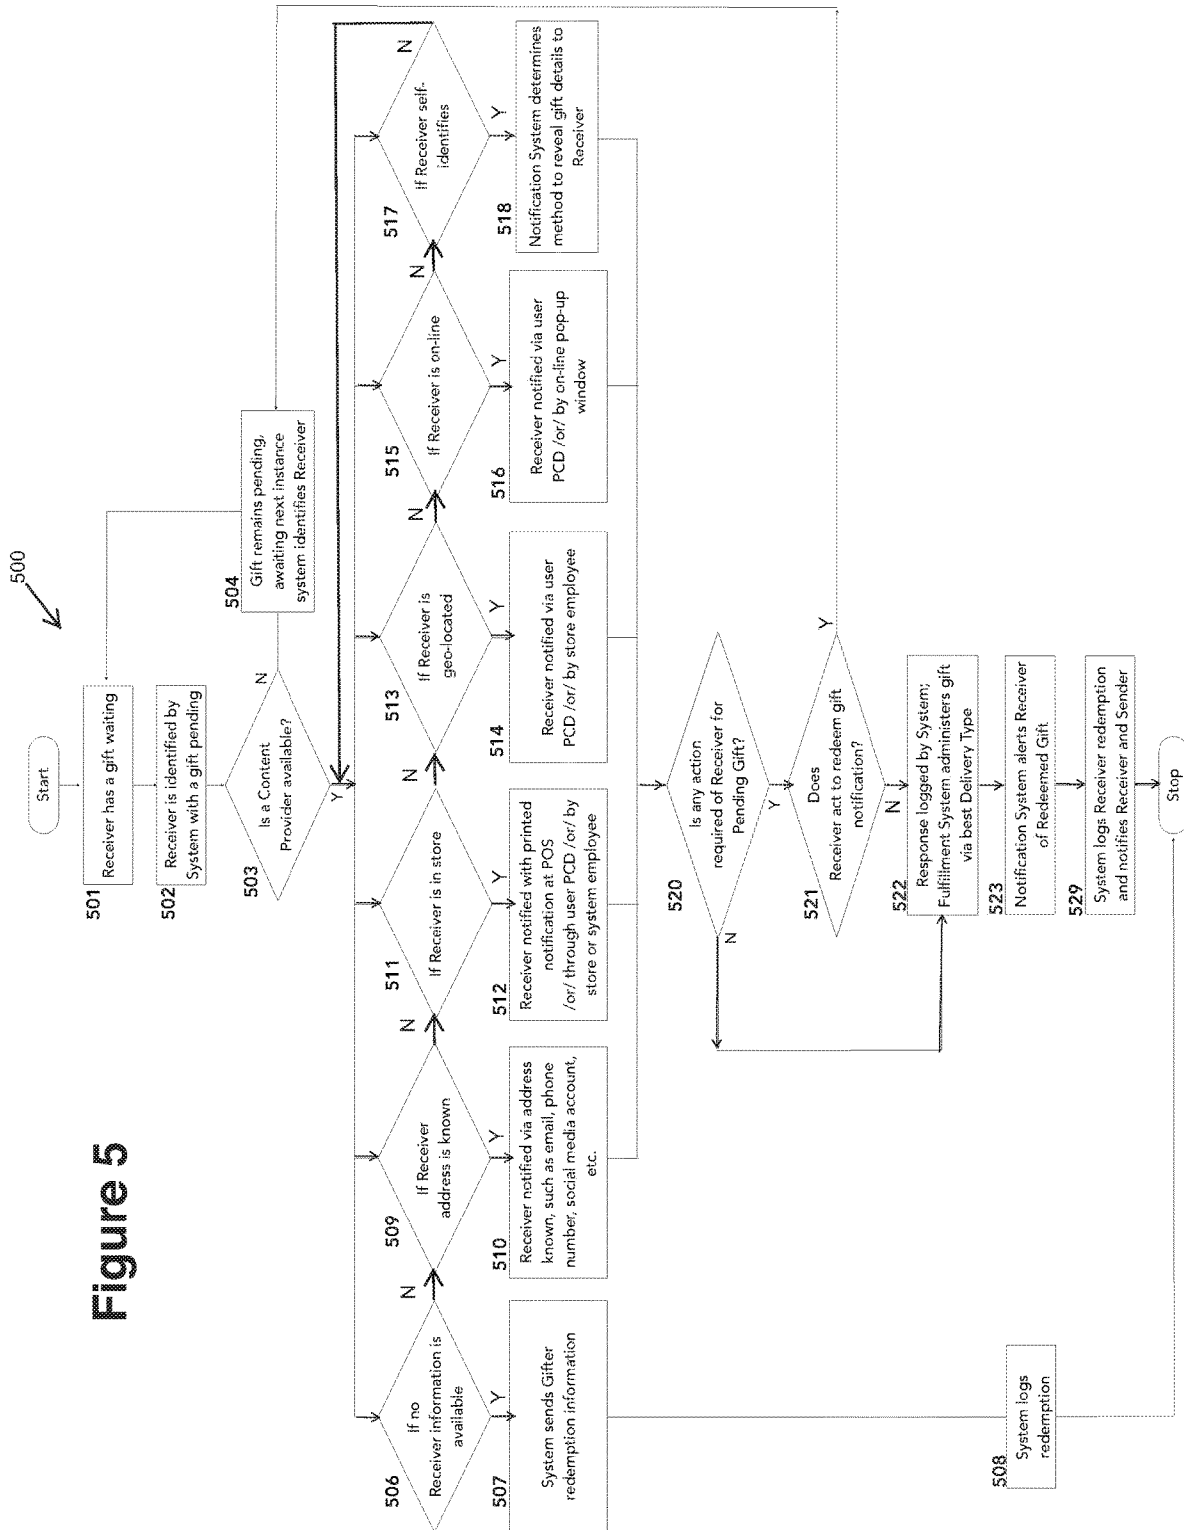 Figure 5
500
Start
501
Receiver has a gift waiting
502
Receiver is identified by
System with a gift pending
503
Is a Content
Provider available?
N
Y
504
Gift remains pending,
awaiting next instance
system identifies Receiver
506
If no
Receiver information is
available
N
Y
507
System sends Gifter
redemption information
508
System logs
redemption
509
If Receiver
address is known
N
Y
510
Receiver notified via address
known, such as email, phone
number, social media account,
etc.
511
If Receiver is in store
N
Y
512
Receiver notified with printed
notification at POS
/or/ through user PCD /or/ by
store or system employee
513
If Receiver is
geo-located
N
Y
514
Receiver notified via user
PCD /or/ by store employee
515
If Receiver is on-line
N
Y
516
Receiver notified via user
PCD /or/ by on-line pop-up
window
517
If Receiver self-
identifies
N
Y
518
Notification System determines
method to reveal gift details to
Receiver
520
Is any action
required of Receiver for
Pending Gift?
N
Y
521
Does
Receiver act to redeem gift
notification?
Y
N
522
Response logged by System;
Fulfillment System administers gift
via best Delivery Type
523
Notification System alerts Receiver
of Redeemed Gift
529
System logs Receiver redemption
and notifies Receiver and Sender
Stop